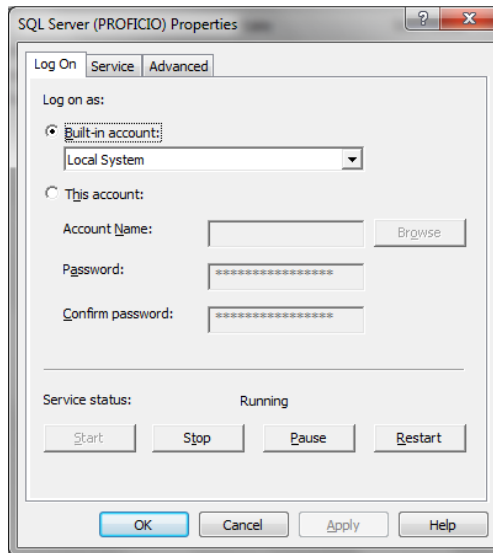 SQL Server (PROFICIO) Properties
Log On Service Advanced
Log on as:
Built-in account:
Local System
This account:
Account Name: Browse
Password: ****************
Confirm password: ****************
Service status: Running
Start Stop Pause Restart
OK Cancel Apply Help